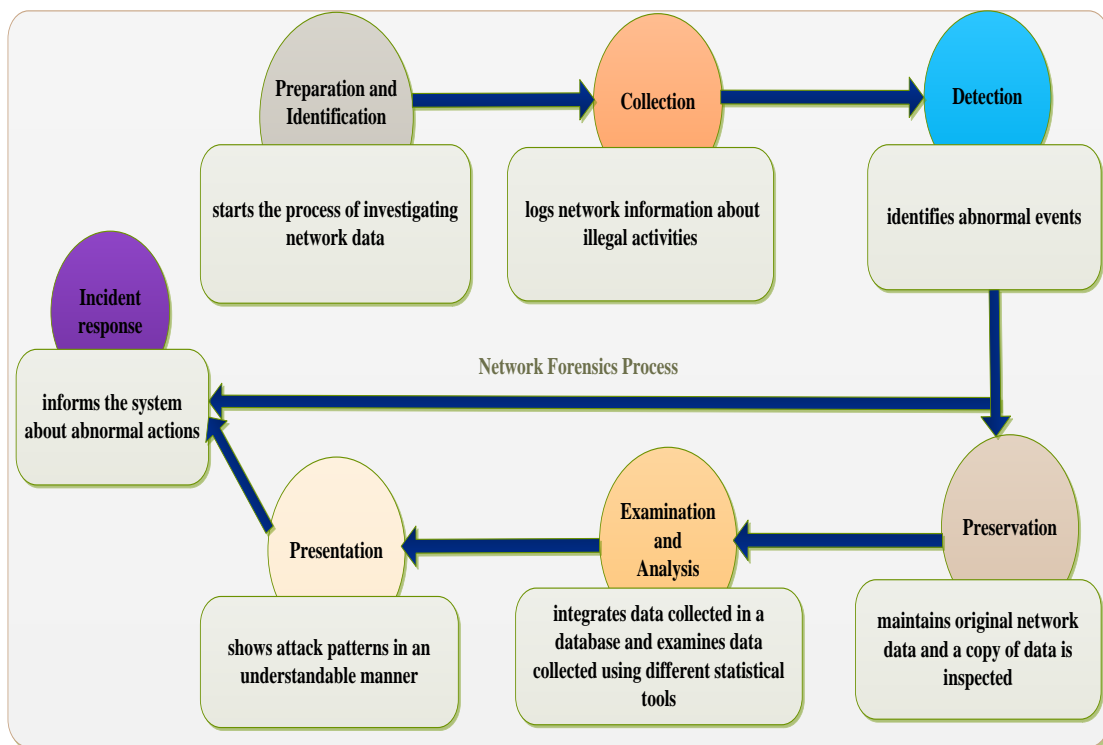 Preparation and
Identification
starts the process of investigating
network data
Collection
logs network information about
illegal activities
Detection
identifies abnormal events
Incident
response
informs the system
about abnormal actions
Network Forensics Process
Presentation
shows attack patterns in an
understandable manner
Examination
and
Analysis
integrates data collected in a
database and examines data
collected using different statistical
tools
Preservation
maintains original network
data and a copy of data is
inspected